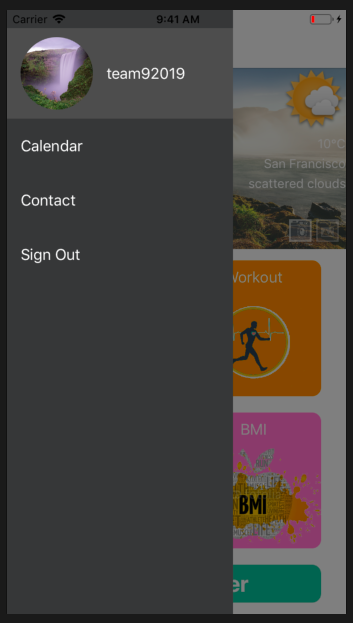 Carrier
9:41 AM
team92019
Calendar
Contact
Sign Out
10°C
San Francisco
scattered clouds
Workout
BMI
BMI
er